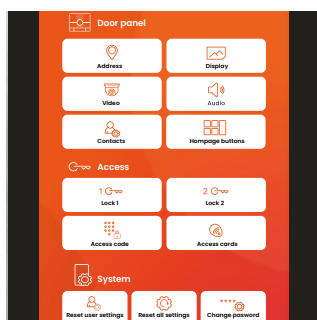 Door panel
Address
Display
Video
Audio
Contacts
Hompage buttons
Access
1
2
Lock 1
Lock 2
Access code
Access cards
System
Reset user settings
Reset all settings
Change pasword